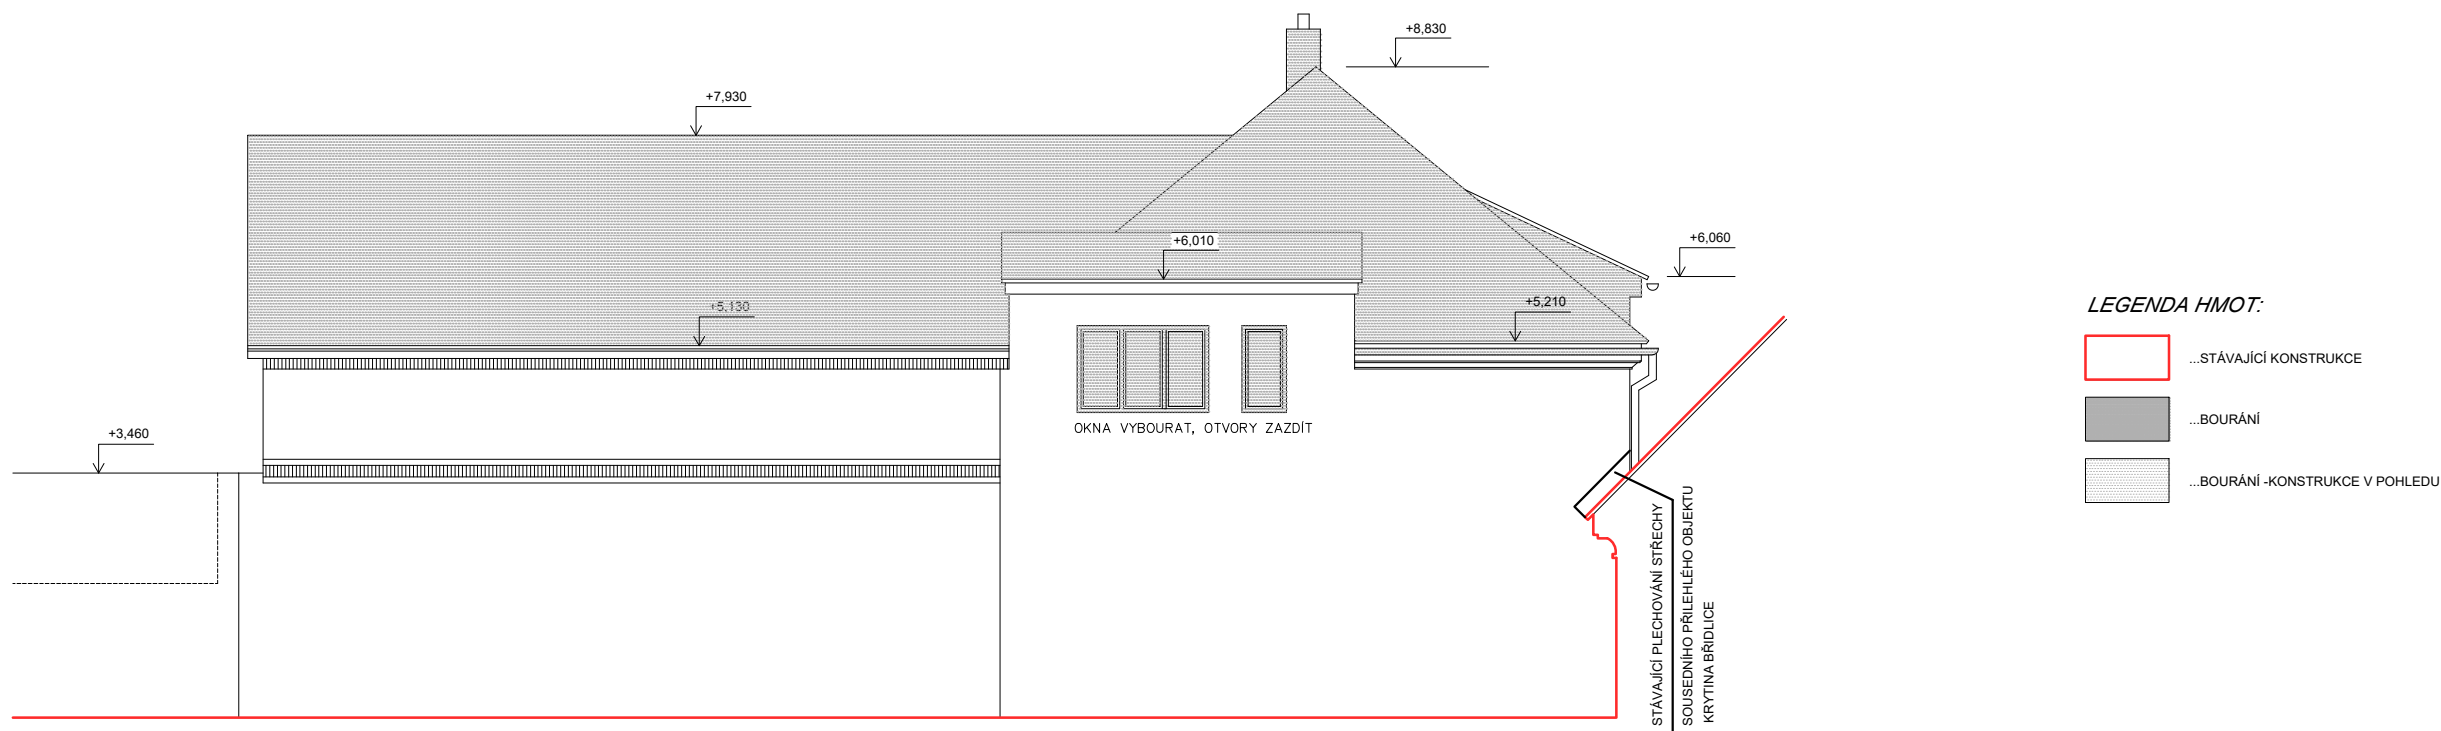 +8,830
+7,930
+6,010
+6,060
+5,130
+5,210
+3,460
OKNA VYBOURAT, OTVORY ZAZDÍT
STÁVAJÍCÍ PLECHOVÁNÍ STŘECHY
SOUSEDNÍHO PŘILEHLÉHO OBJEKTU
KRYTINA BŘIDLICE
LEGENDA HMOT:
...STÁVAJÍCÍ KONSTRUKCE
...BOURÁNÍ
...BOURÁNÍ -KONSTRUKCE V POHLEDU